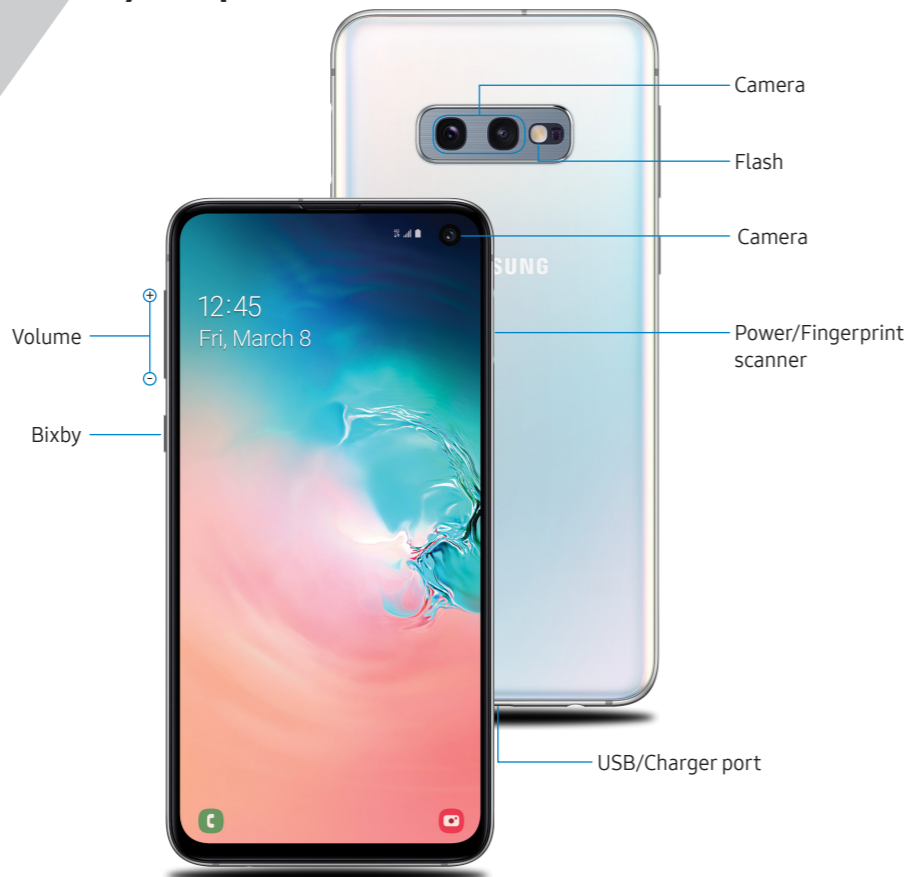 Camera
Flash
Camera
SUNG
12:45
Fri, March 8
Volume
Power/Fingerprint
scanner
Bixby
USB/Charger port